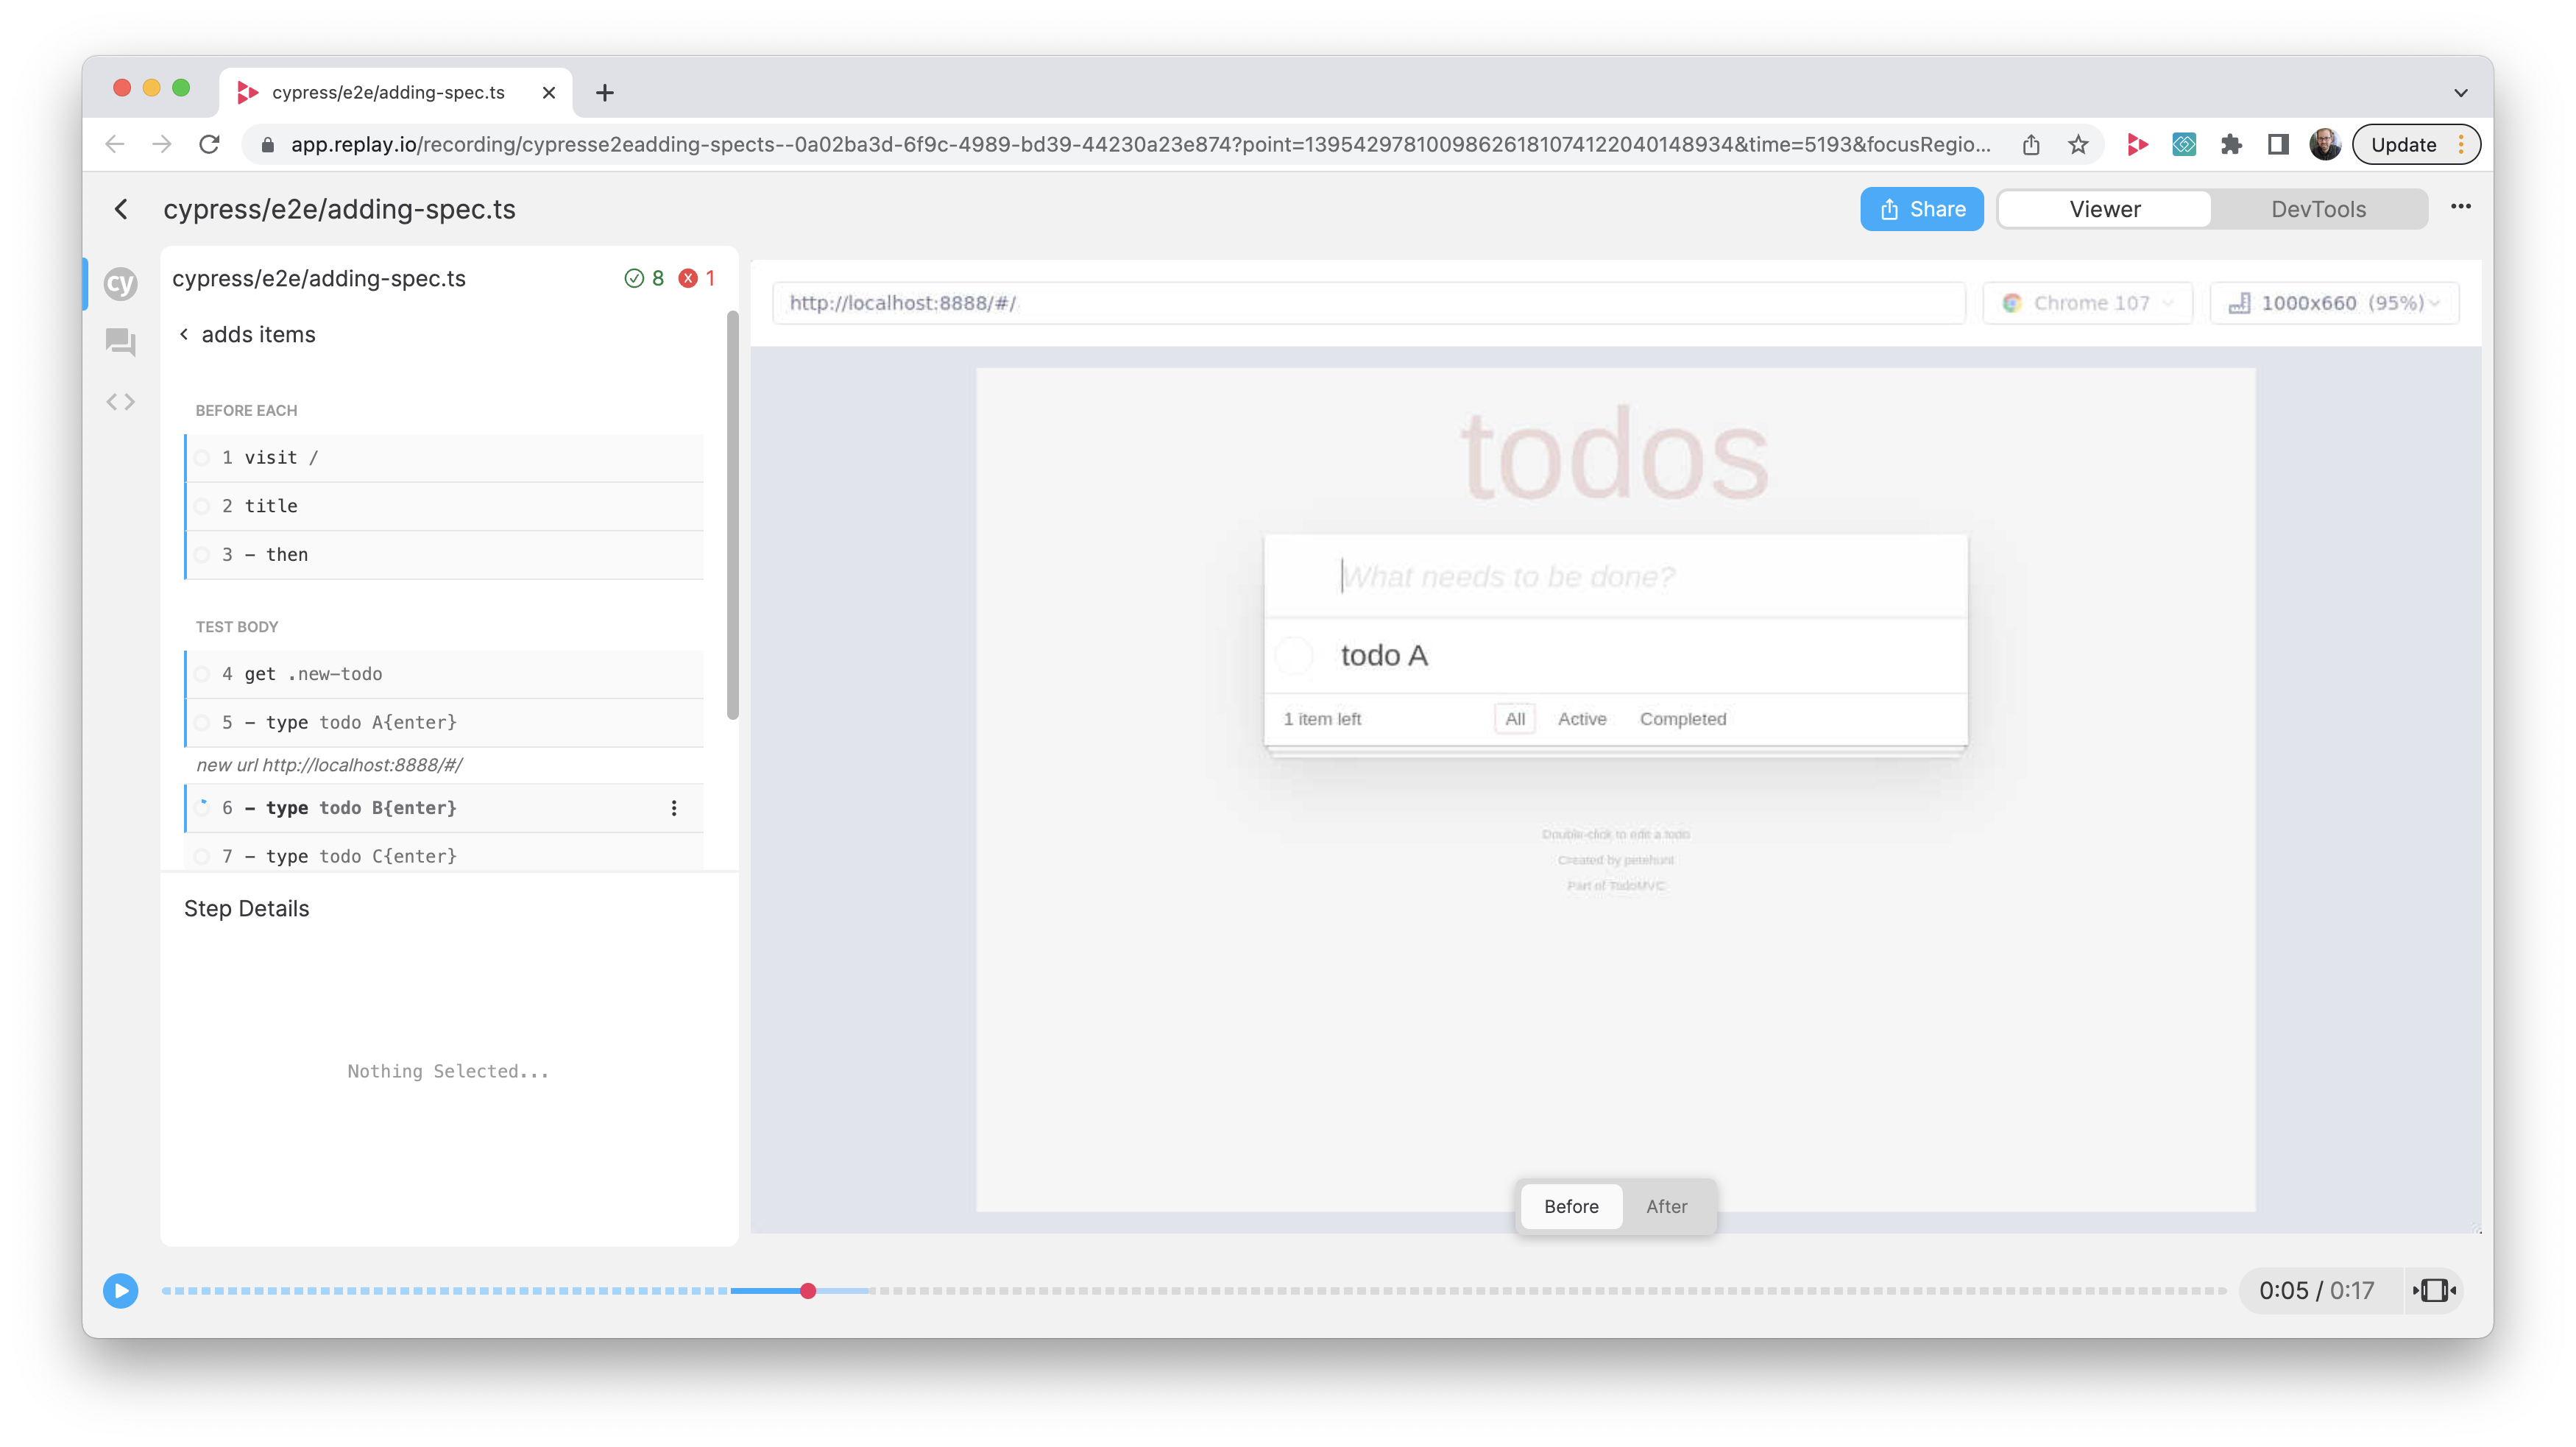 cypress/e2e/adding-spec.ts
app.replay.io/recording/cypresse2eadding-spects--0a02ba3d-6f9c-4989-bd39-44230a23e874?point=13954297810098626181074122040148934&time=5193&focusRegio...
Update
cypress/e2e/adding-spec.ts
Share
Viewer
DevTools
cy
cypress/e2e/adding-spec.ts
8
1
adds items
BEFORE EACH
1 visit /
2 title
3 - then
TEST BODY
4 get .new-todo
5 - type todo A{enter}
new url http://localhost:8888/#/
6 - type todo B{enter}
7 - type todo C{enter}
Step Details
Nothing Selected...
http://localhost:8888/#/
Chrome 107
1000x660 (95%)
todos
What needs to be done?
todo A
1 item left
All
Active
Completed
Double-click to edit a todo
Created by petehunt
Part of TodoMVC
Before
After
0:05 / 0:17